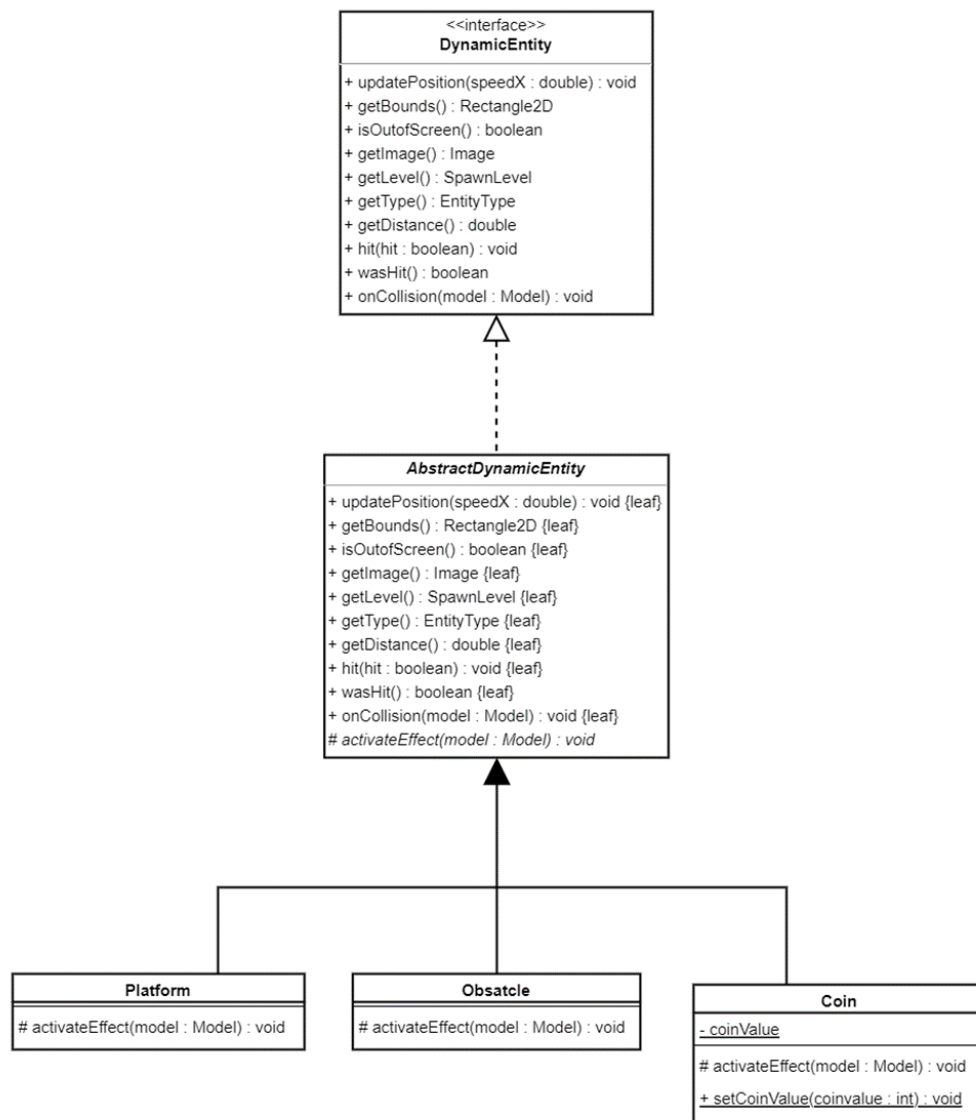 <<interface>>
DynamicEntity
+ updatePosition(speedX : double) : void
+ getBounds() : Rectangle2D
+ isOutofScreen() : boolean
+ getImage() : Image
+ getLevel() : SpawnLevel
+ getType() : EntityType
+ getDistance() : double
+ hit(hit : boolean) : void
+ wasHit() : boolean
+ onCollision(model : Model) : void
AbstractDynamicEntity
+ updatePosition(speedX : double) : void {leaf}
+ getBounds() : Rectangle2D {leaf}
+ isOutofScreen() : boolean {leaf}
+ getImage() : Image {leaf}
+ getLevel() : SpawnLevel {leaf}
+ getType() : EntityType {leaf}
+ getDistance() : double {leaf}
+ hit(hit : boolean) : void {leaf}
+ wasHit() : boolean {leaf}
+ onCollision(model : Model) : void {leaf}
# activateEffect(model : Model) : void
Platform
# activateEffect(model : Model) : void
Obsatcle
# activateEffect(model : Model) : void
Coin
- coinValue
# activateEffect(model : Model) : void
+ setCoinValue(coinvalue : int) : void